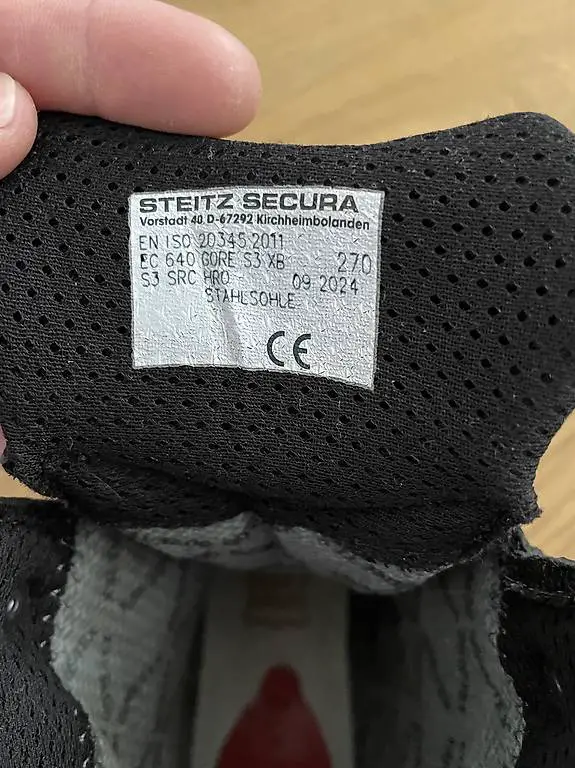 STEITZ SECURA
Vorstadt 40 D-67292 Kirchheimbolanden
EN ISO 20345:2011
EC 640 GORE S3 XB 270
S3 SRC HRO 09.2024
STAHLSOHLE
CE